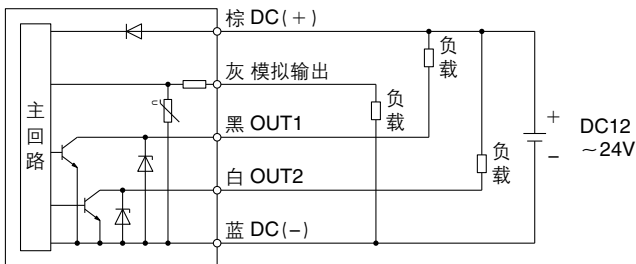 棕 DC(+)
负载
灰 模拟输出
负载
主回路
黑 OUT1
+
DC12
~24V
−
负载
白 OUT2
蓝 DC(−)